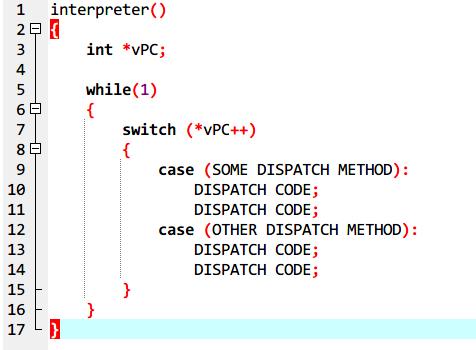 1 interpreter()
2 {
3     int *vPC;
4
5     while(1)
6     {
7         switch (*vPC++)
8         {
9             case (SOME DISPATCH METHOD):
10                 DISPATCH CODE;
11                 DISPATCH CODE;
12             case (OTHER DISPATCH METHOD):
13                 DISPATCH CODE;
14                 DISPATCH CODE;
15         }
16     }
17 }